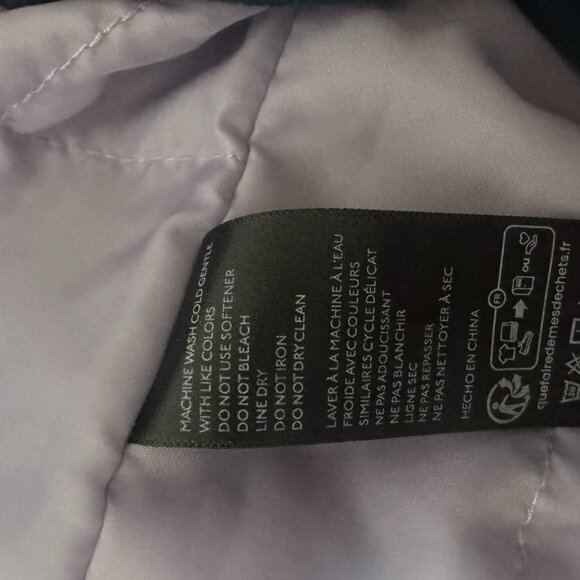 MACHINE WASH COLD GENTLE
WITH LIKE COLORS
DO NOT USE SOFTENER
DO NOT BLEACH
LINE DRY
DO NOT IRON
DO NOT DRY CLEAN
LAVER À LA MACHINE À L'EAU
FROIDE AVEC COULEURS
SIMILAIRES CYCLE DÉLICAT
NE PAS ADOUCISSANT
NE PAS BLANCHIR
LIGNE SEC
NE PAS REPASSER
NE PAS NETTOYER À SEC
HECHO EN CHINA
FR
OU
quefairedemesdechets.fr
30